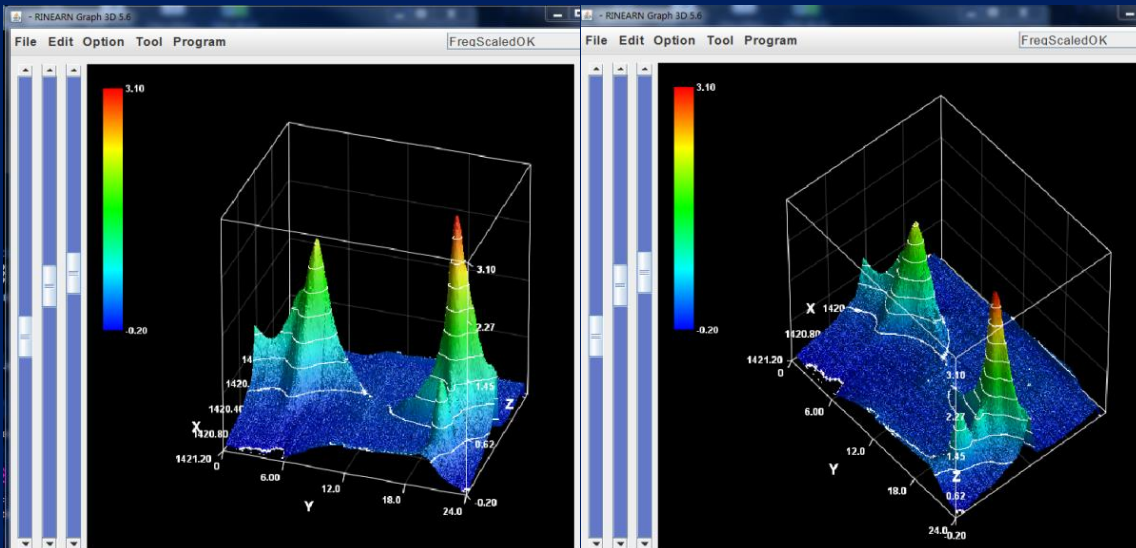 - RINEARN Graph 3D 5.6
File Edit Option Tool Program
FreqScaledOK
3.10
-0.20
3.10
2.27
1.45
Z
0.62
-0.20
14
1420.
1420.40
1420.80
X
1421.20
0
6.00
12.0
Y
18.0
24.0
- RINEARN Graph 3D 5.6
File Edit Option Tool Program
FreqScaledOK
3.10
-0.20
X
1420
1420.80
1421.20
0
6.00
12.0
Y
18.0
24.0
3.10
2.27
1.45
Z
0.62
-0.20